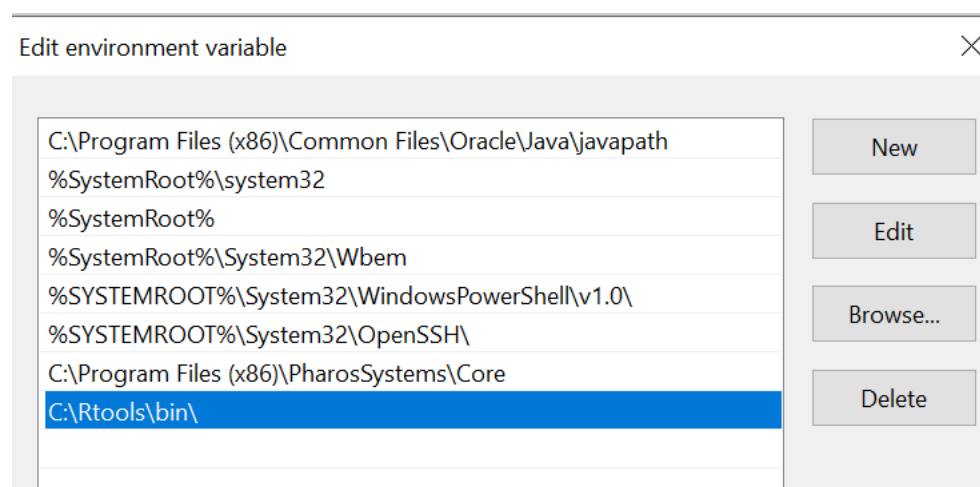 Edit environment variable
C:\Program Files (x86)\Common Files\Oracle\Java\javapath
New
%SystemRoot%\system32
%SystemRoot%
Edit
%SystemRoot%\System32\Wbem
%SYSTEMROOT%\System32\WindowsPowerShell\v1.0\
Browse...
%SYSTEMROOT%\System32\OpenSSH\
C:\Program Files (x86)\PharosSystems\Core
Delete
C:\Rtools\bin\